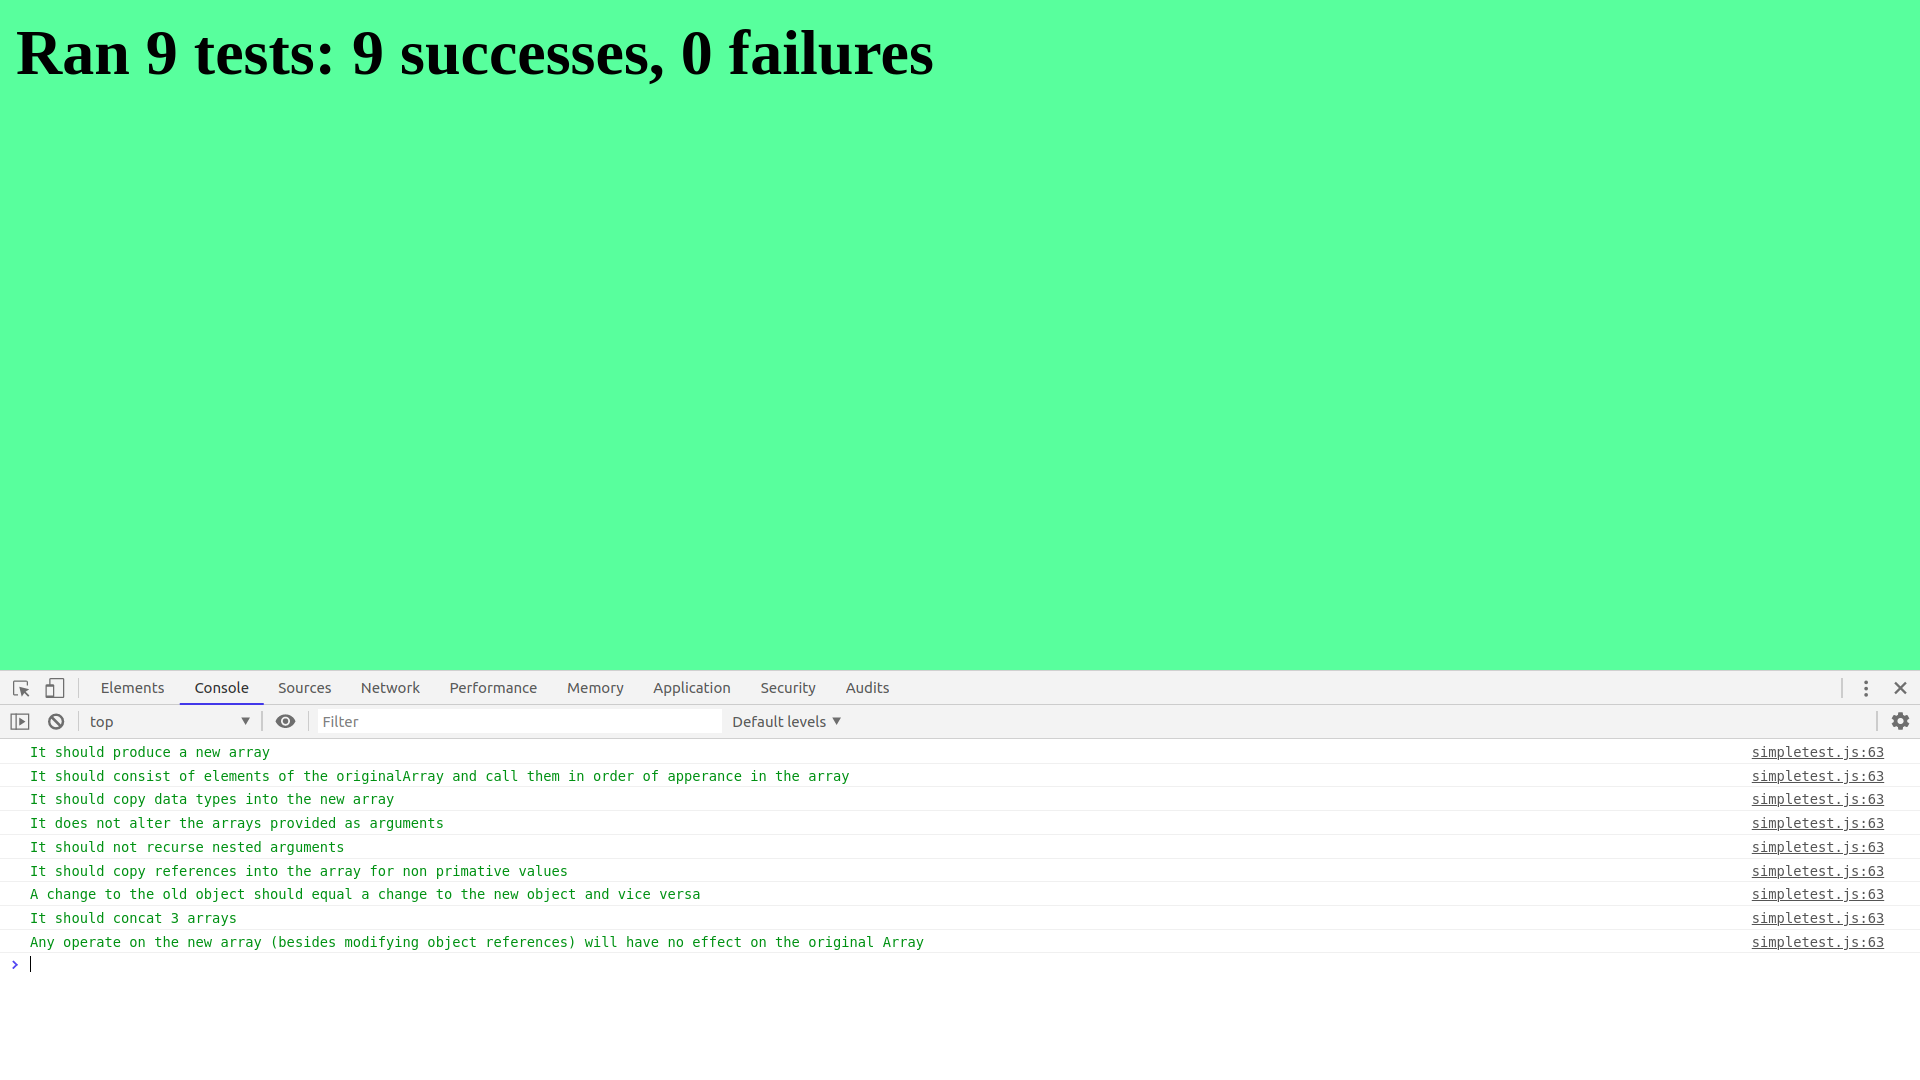 Ran 9 tests: 9 successes, 0 failures
Elements Console Sources Network Performance Memory Application Security Audits
top Filter Default levels
It should produce a new array simpletest.js:63
It should consist of elements of the originalArray and call them in order of apperance in the array simpletest.js:63
It should copy data types into the new array simpletest.js:63
It does not alter the arrays provided as arguments simpletest.js:63
It should not recurse nested arguments simpletest.js:63
It should copy references into the array for non primative values simpletest.js:63
A change to the old object should equal a change to the new object and vice versa simpletest.js:63
It should concat 3 arrays simpletest.js:63
Any operate on the new array (besides modifying object references) will have no effect on the original Array simpletest.js:63